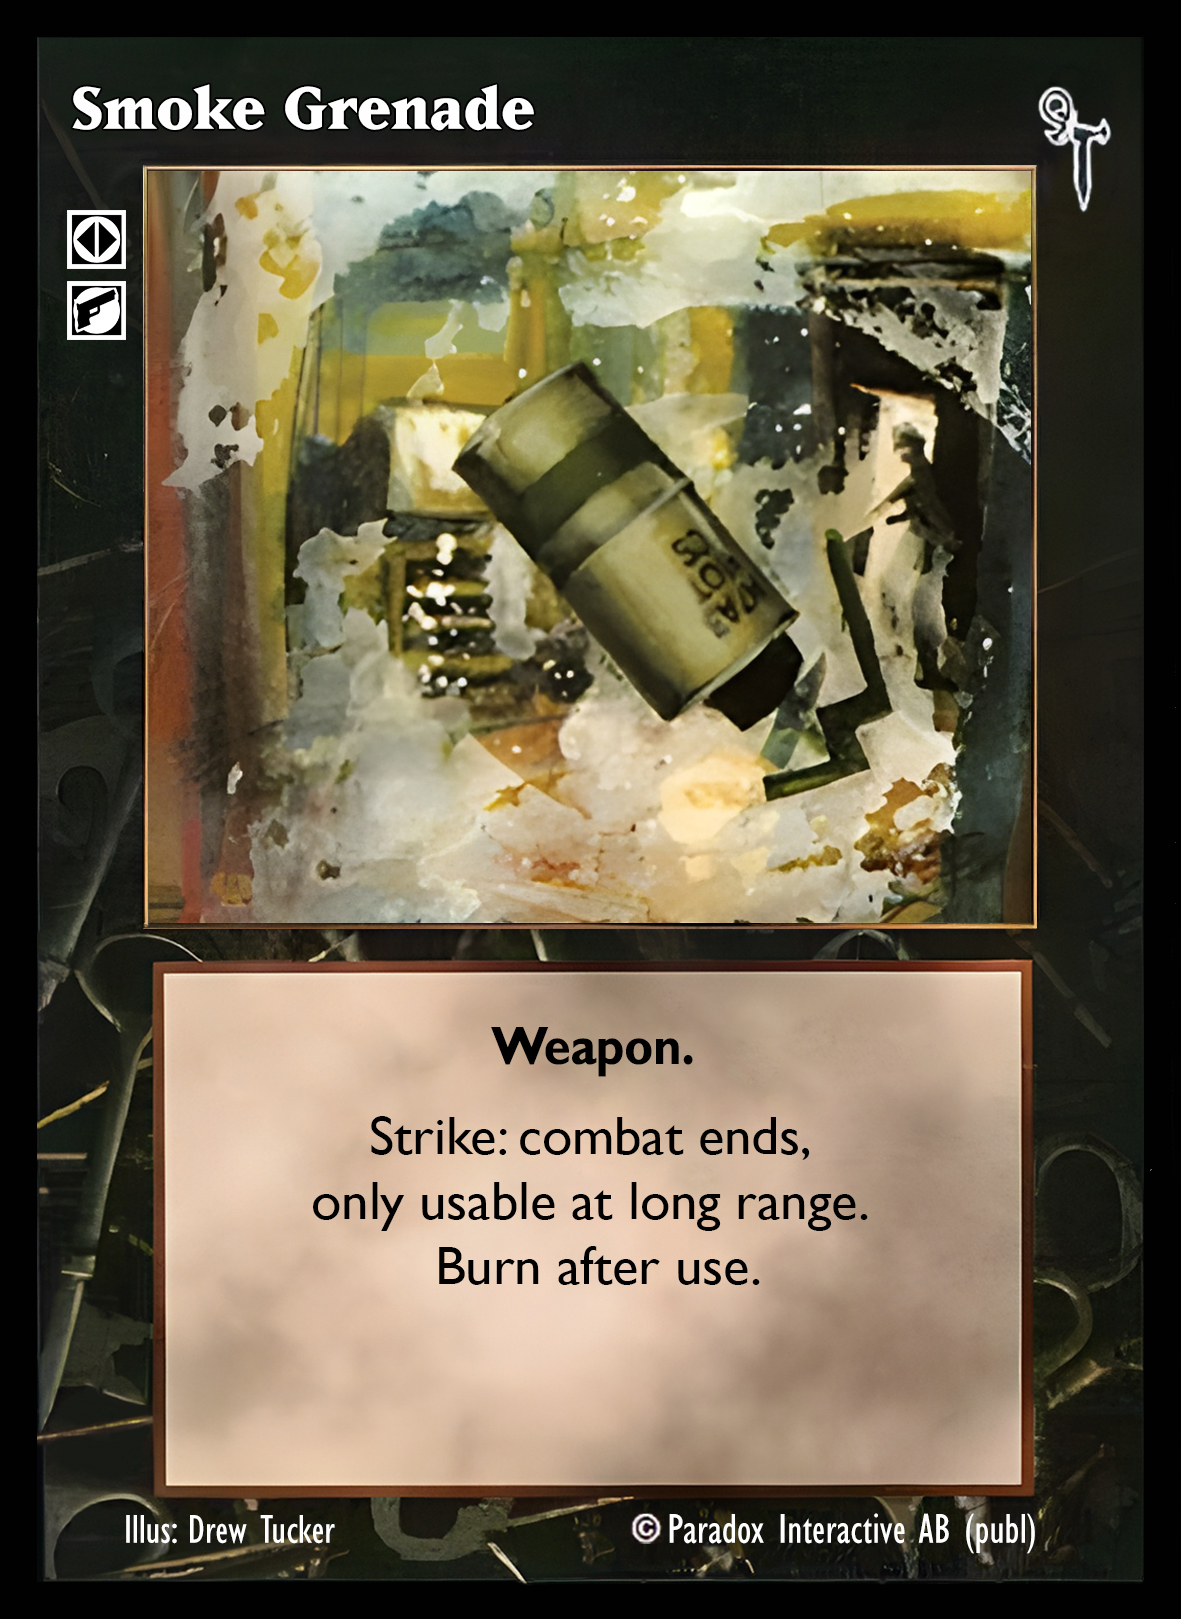 Smoke Grenade
Weapon.
Strike: combat ends,
only usable at long range.
Burn after use.
Illus: Drew Tucker
© Paradox Interactive AB (publ)